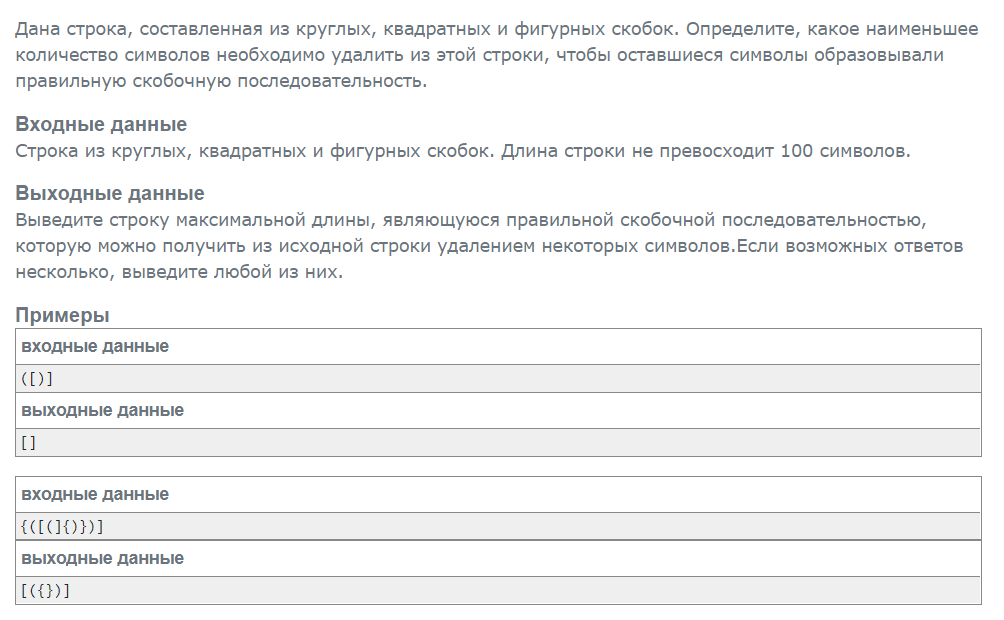 Дана строка, составленная из круглых, квадратных и фигурных скобок. Определите, какое наименьшее
количество символов необходимо удалить из этой строки, чтобы оставшиеся символы образовывали
правильную скобочную последовательность.
Входные данные
Строка из круглых, квадратных и фигурных скобок. Длина строки не превосходит 100 символов.
Выходные данные
Выведите строку максимальной длины, являющуюся правильной скобочной последовательностью,
которую можно получить из исходной строки удалением некоторых символов.Если возможных ответов
несколько, выведите любой из них.
Примеры
входные данные
([)]
выходные данные
[]
входные данные
{([(]{)})]
выходные данные
[({})]